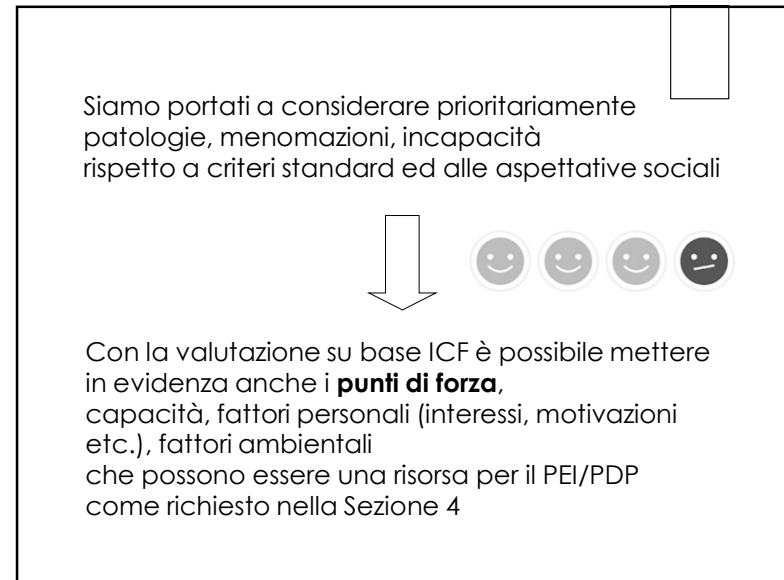 Siamo portati a considerare prioritariamente
patologie, menomazioni, incapacità
rispetto a criteri standard ed alle aspettative sociali
Con la valutazione su base ICF è possibile mettere
in evidenza anche i punti di forza,
capacità, fattori personali (interessi, motivazioni
etc.), fattori ambientali
che possono essere una risorsa per il PEI/PDP
come richiesto nella Sezione 4